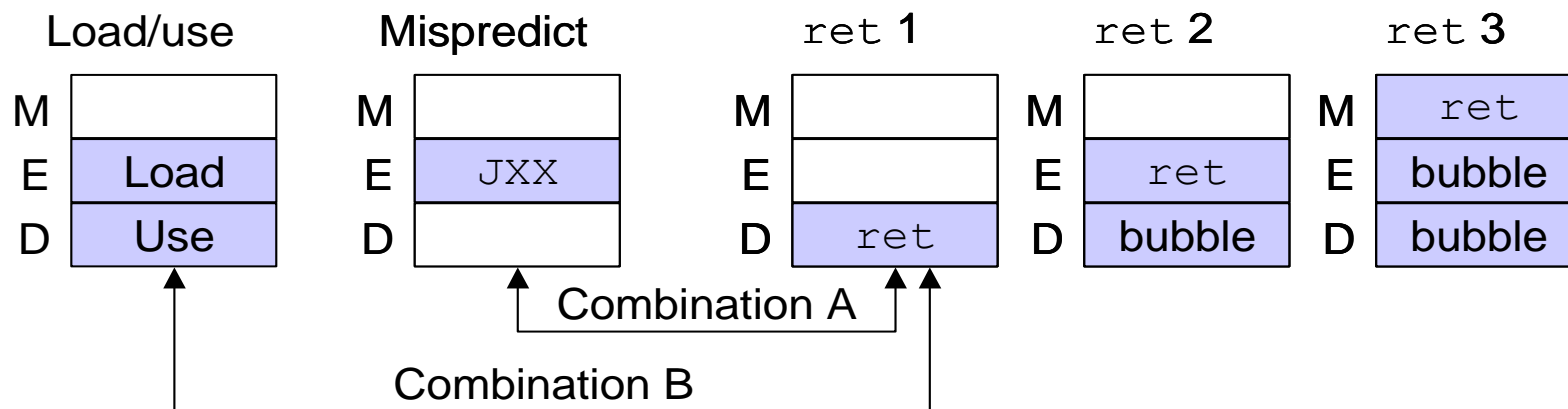 Load/use Mispredict ret 1 ret 2 ret 3
M M M M M ret
E Load E JXX E E ret E bubble
D Use D D ret D bubble D bubble
Combination A
Combination B